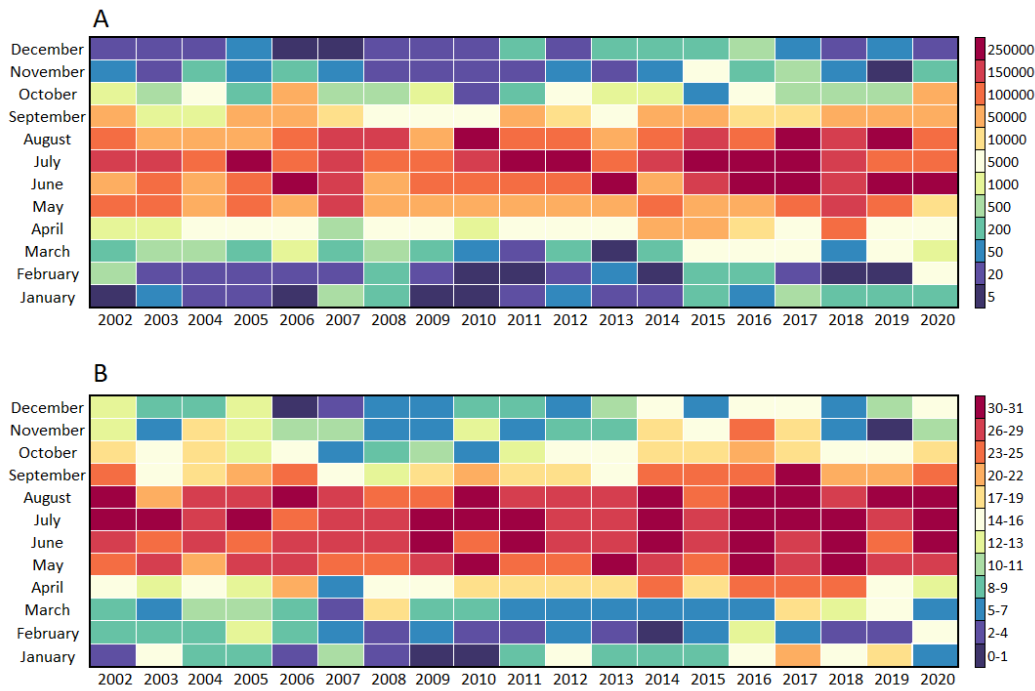 A
December
November
October
September
August
July
June
May
April
March
February
January
2002 2003 2004 2005 2006 2007 2008 2009 2010 2011 2012 2013 2014 2015 2016 2017 2018 2019 2020
250000
150000
100000
50000
10000
5000
1000
500
200
50
20
5
B
December
November
October
September
August
July
June
May
April
March
February
January
2002 2003 2004 2005 2006 2007 2008 2009 2010 2011 2012 2013 2014 2015 2016 2017 2018 2019 2020
30-31
26-29
23-25
20-22
17-19
14-16
12-13
10-11
8-9
5-7
2-4
0-1